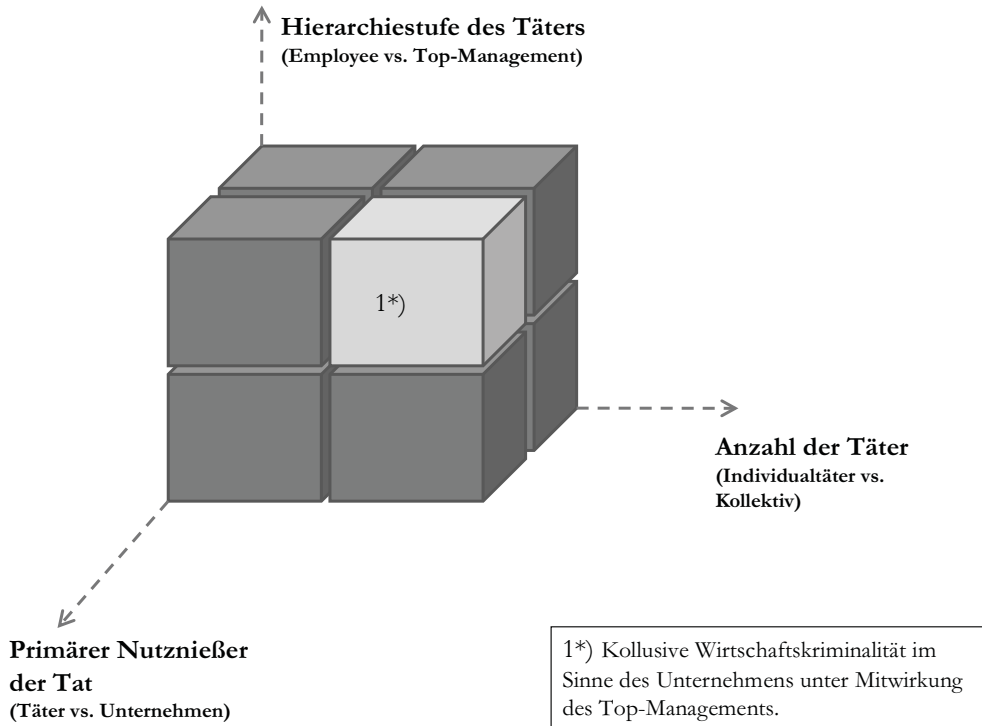 Hierarchiestufe des Täters
(Employee vs. Top-Management)
1*)
Anzahl der Täter
(Individualtäter vs.
Kollektiv)
Primärer Nutznießer
der Tat
(Täter vs. Unternehmen)
1*) Kollusive Wirtschaftskriminalität im
Sinne des Unternehmens unter Mitwirkung
des Top-Managements.